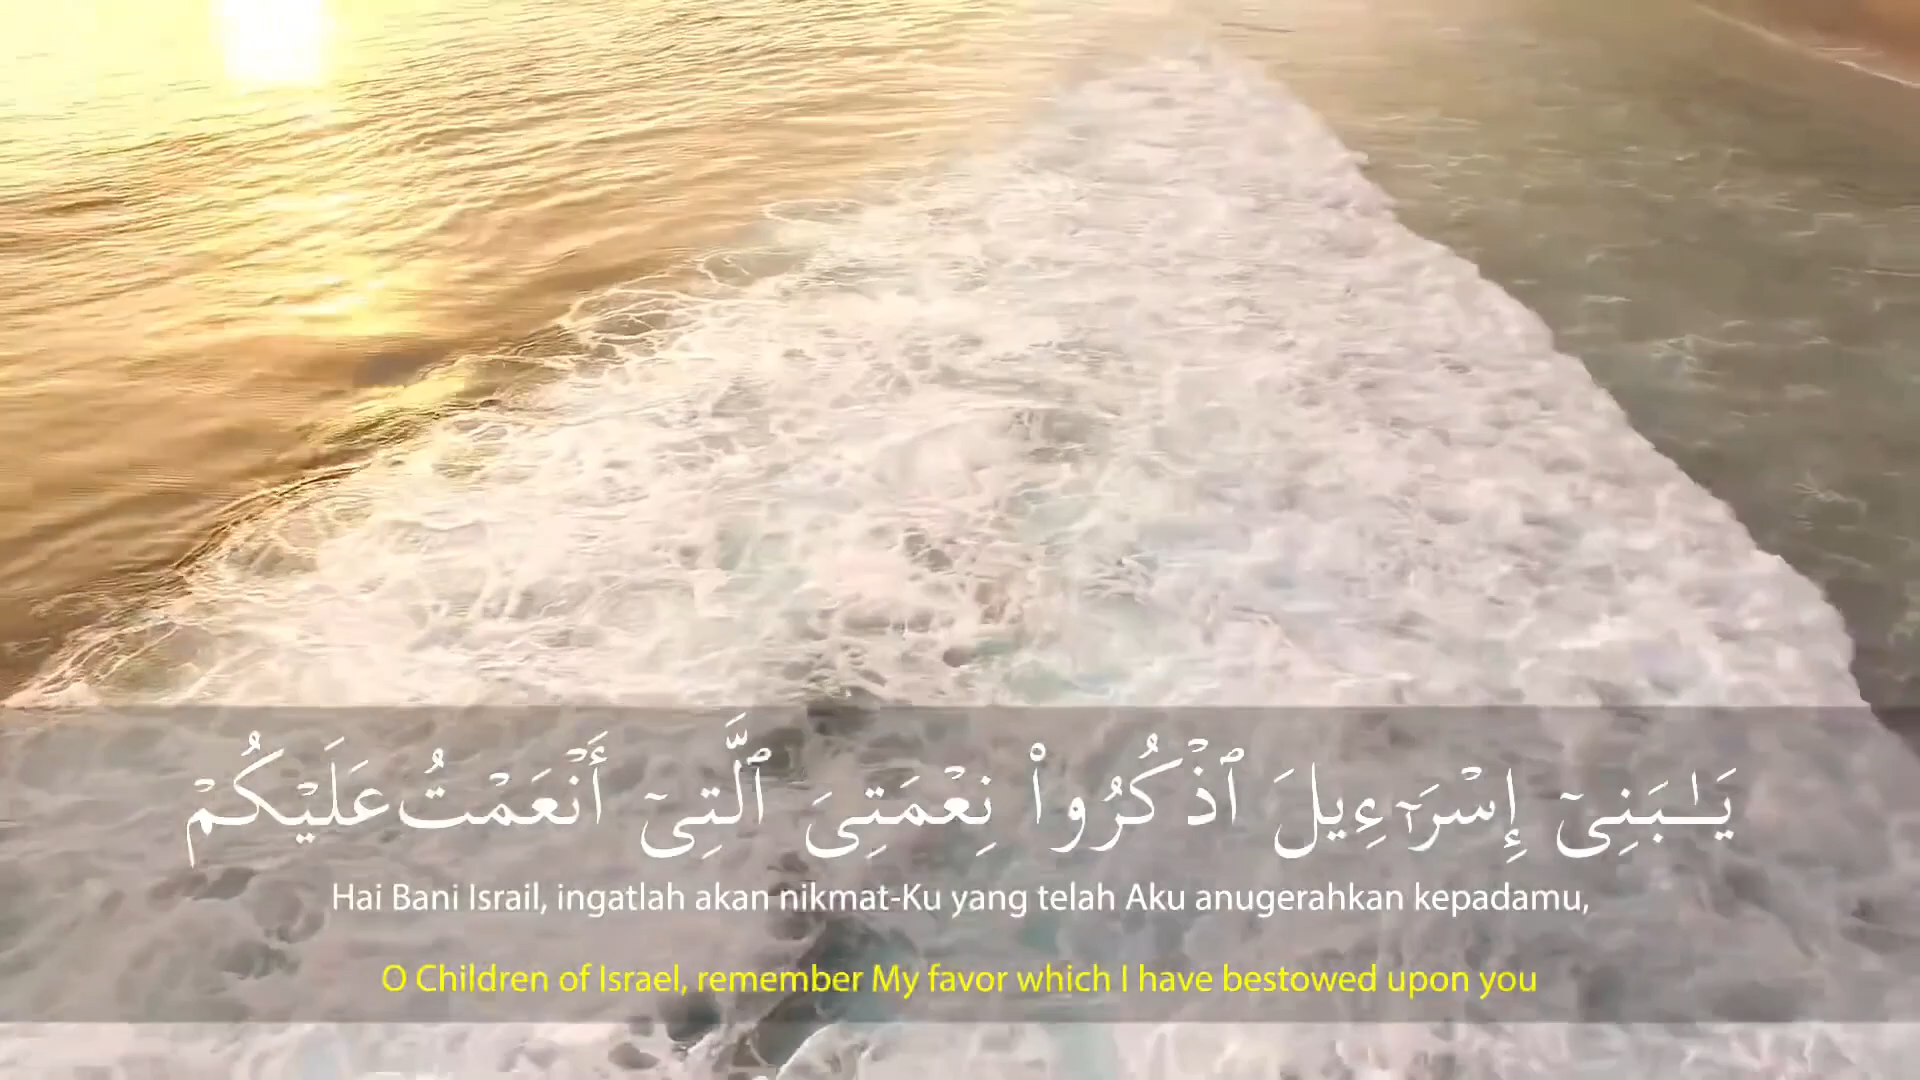 يَـٰبَنِىٓ إِسْرَٰٓءِيلَ ٱذْكُرُوا۟ نِعْمَتِىَ ٱلَّتِىٓ أَنْعَمْتُ عَلَيْكُمْ
Hai Bani Israil, ingatlah akan nikmat-Ku yang telah Aku anugerahkan kepadamu,
O Children of Israel, remember My favor which I have bestowed upon you